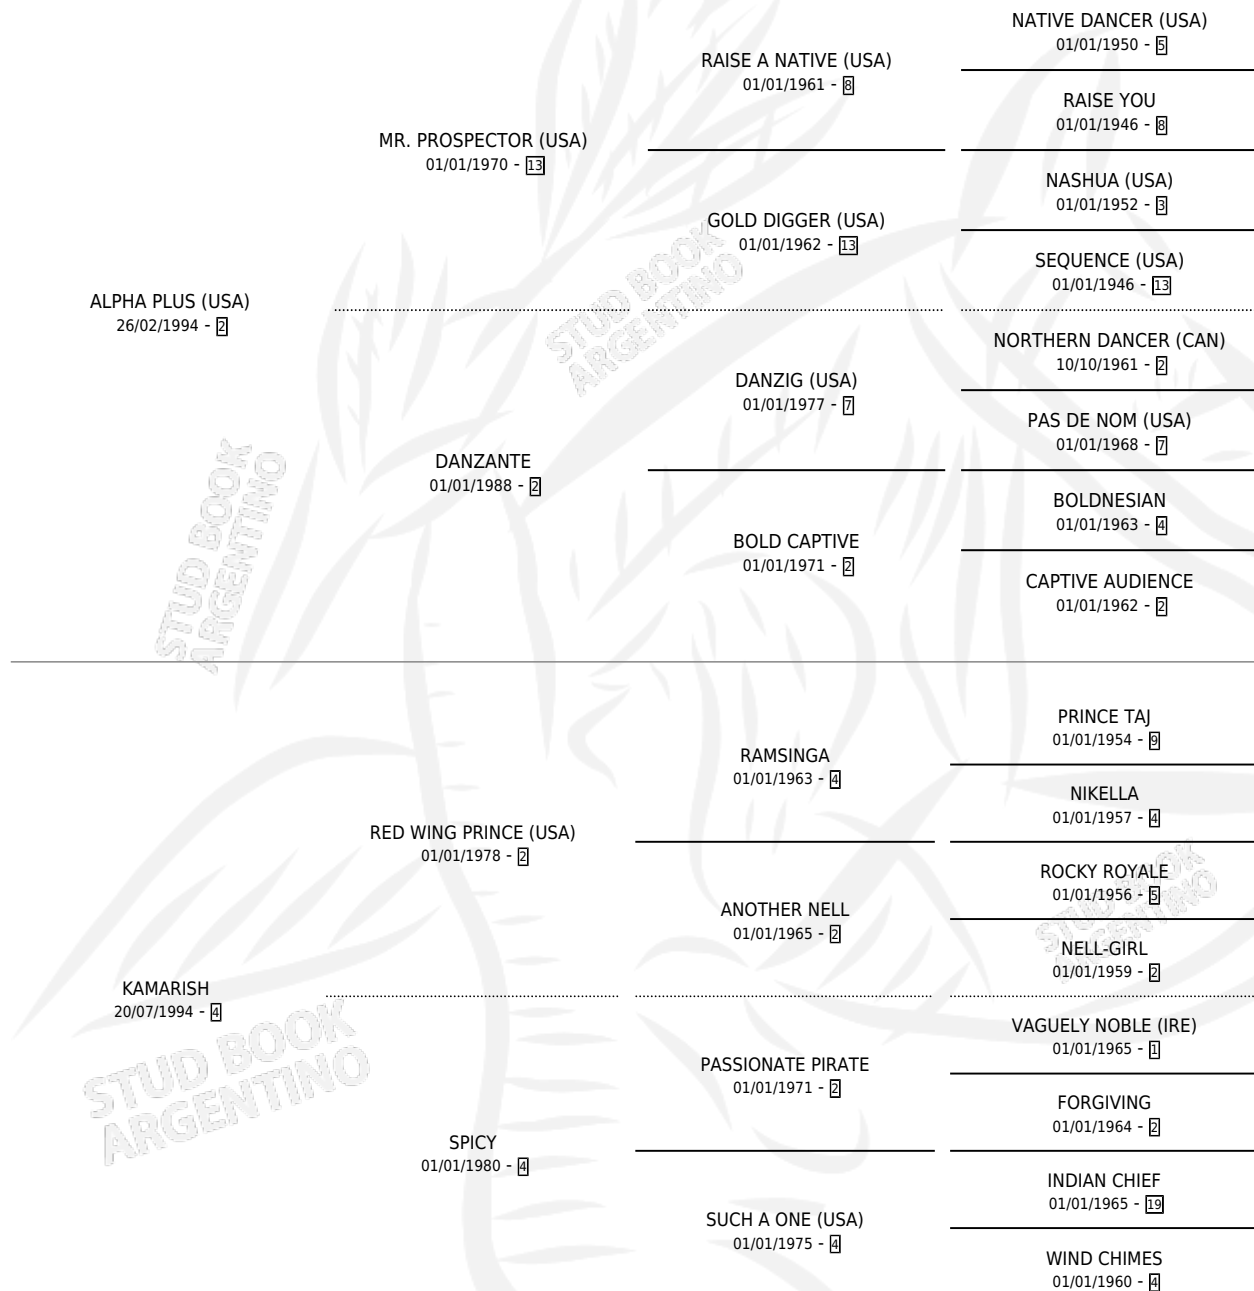 NATIVE DANCER (USA)
01/01/1950 - 5
RAISE A NATIVE (USA)
01/01/1961 - 8
RAISE YOU
01/01/1946 - 8
MR. PROSPECTOR (USA)
01/01/1970 - 13
NASHUA (USA)
01/01/1952 - 3
GOLD DIGGER (USA)
01/01/1962 - 13
SEQUENCE (USA)
01/01/1946 - 13
ALPHA PLUS (USA)
26/02/1994 - 2
STUD BOOK
ARGENTINO
NORTHERN DANCER (CAN)
10/10/1961 - 2
DANZIG (USA)
01/01/1977 - 7
PAS DE NOM (USA)
01/01/1968 - 7
DANZANTE
01/01/1988 - 2
BOLDNESIAN
01/01/1963 - 4
BOLD CAPTIVE
01/01/1971 - 2
CAPTIVE AUDIENCE
01/01/1962 - 2
STUD BOOK
ARGENTINO
PRINCE TAJ
01/01/1954 - 9
RAMSINGA
01/01/1963 - 4
NIKELLA
01/01/1957 - 4
RED WING PRINCE (USA)
01/01/1978 - 2
ROCKY ROYALE
01/01/1956 - 5
ANOTHER NELL
01/01/1965 - 2
NELL-GIRL
01/01/1959 - 2
STUD BOOK
ARGENTINO
KAMARISH
20/07/1994 - 4
VAGUELY NOBLE (IRE)
01/01/1965 - 1
PASSIONATE PIRATE
01/01/1971 - 2
FORGIVING
01/01/1964 - 2
STUD BOOK
ARGENTINO
SPICY
01/01/1980 - 4
INDIAN CHIEF
01/01/1965 - 19
SUCH A ONE (USA)
01/01/1975 - 4
WIND CHIMES
01/01/1960 - 4